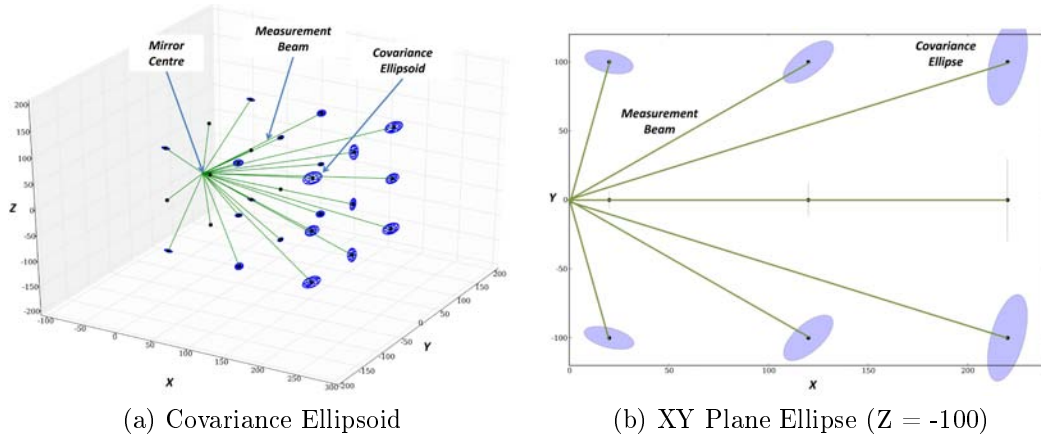 Mirror
Centre
Measurement
Beam
Covariance
Ellipsoid
200
150
100
50
0
-50
-100
-150
-200
Z
-100
-50
0
50
100
150
200
250
300
X
-200
-150
-100
-50
0
50
100
150
200
Y
(a) Covariance Ellipsoid
Covariance
Ellipse
Measurement
Beam
100
50
0
-50
-100
Y
0
50
100
150
200
X
(b) XY Plane Ellipse (Z = -100)